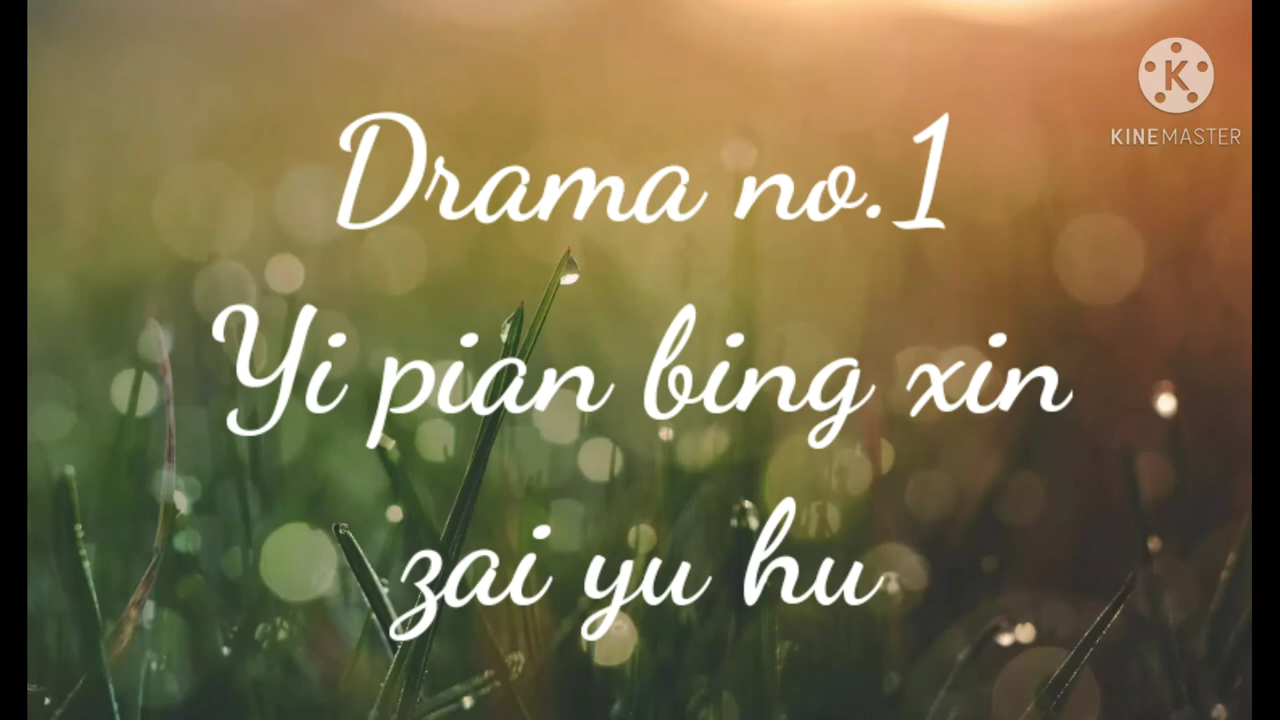 Drama no.1
Yi pian bing xin
zai yu hu
K
KINEMASTER